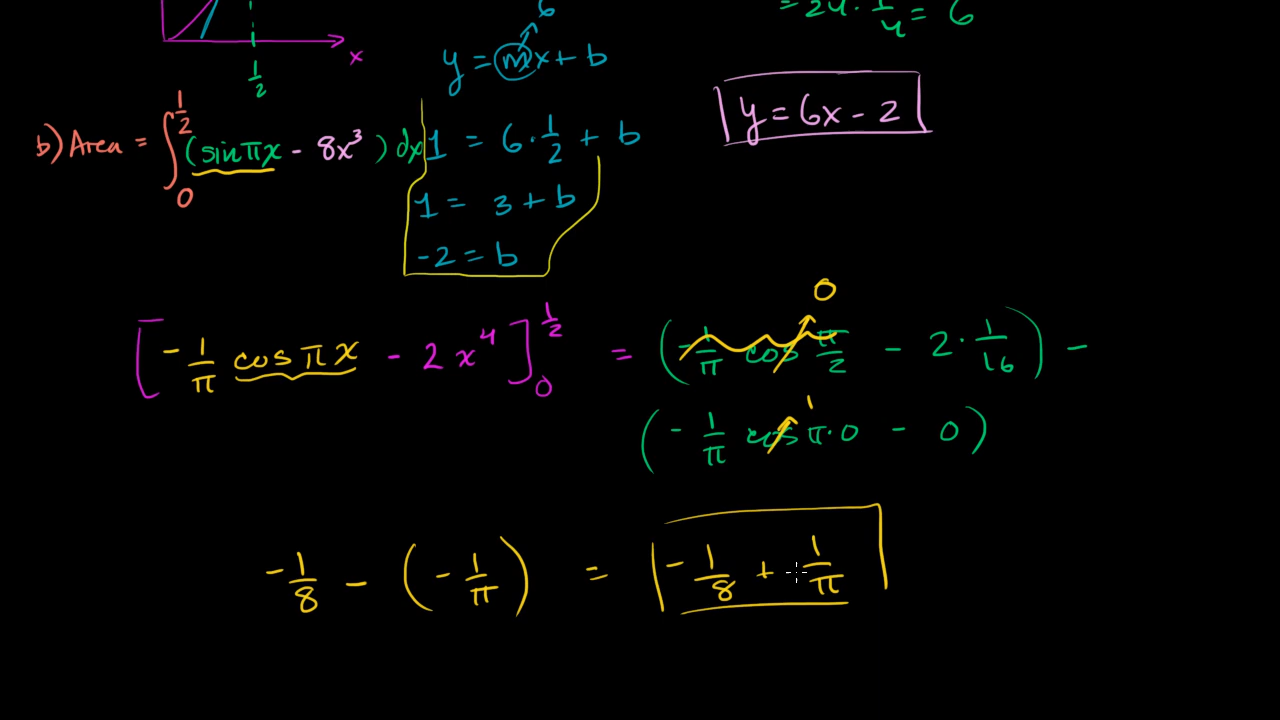 = 24 · 1/4 = 6
x
1/2
6
y = mx + b
y = 6x - 2
b) Area = ∫₀^(1/2) (sin πx - 8x³) dx
1 = 6 · 1/2 + b
1 = 3 + b
-2 = b
[-1/π cos πx - 2x⁴]₀^(1/2) = (-1/π cos π/2 - 2 · 1/16) -
0
(-1/π cos π·0 - 0)
1
-1/8 - (-1/π) = -1/8 + 1/π